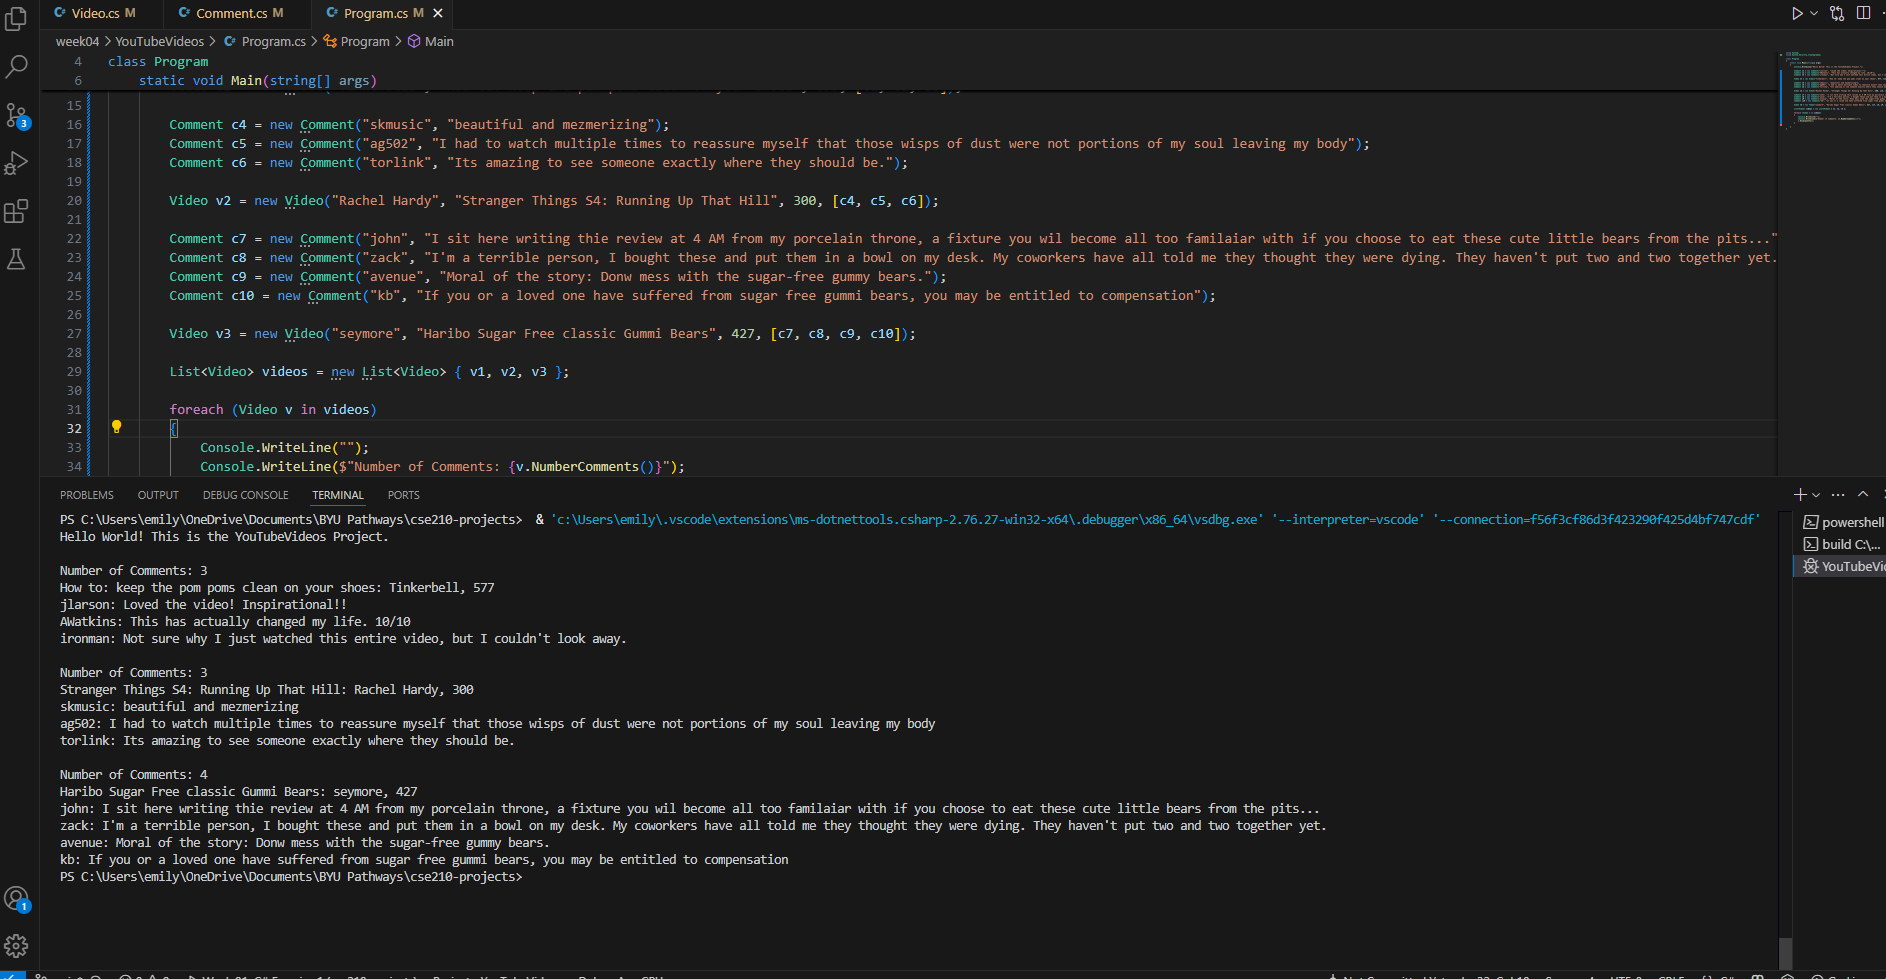 Video.cs M
Comment.cs M
Program.cs M
week04 > YouTubeVideos > Program.cs > Program > Main
4 class Program
6 static void Main(string[] args)
15
16 Comment c4 = new Comment("skmusic", "beautiful and mezmerizing");
17 Comment c5 = new Comment("ag502", "I had to watch multiple times to reassure myself that those wisps of dust were not portions of my soul leaving my body");
18 Comment c6 = new Comment("torlink", "Its amazing to see someone exactly where they should be.");
19
20 Video v2 = new Video("Rachel Hardy", "Stranger Things S4: Running Up That Hill", 300, [c4, c5, c6]);
21
22 Comment c7 = new Comment("john", "I sit here writing thie review at 4 AM from my porcelain throne, a fixture you wil become all too familaiar with if you choose to eat these cute little bears from the pits..."
23 Comment c8 = new Comment("zack", "I'm a terrible person, I bought these and put them in a bowl on my desk. My coworkers have all told me they thought they were dying. They haven't put two and two together yet.
24 Comment c9 = new Comment("avenue", "Moral of the story: Donw mess with the sugar-free gummy bears.");
25 Comment c10 = new Comment("kb", "If you or a loved one have suffered from sugar free gummi bears, you may be entitled to compensation");
26
27 Video v3 = new Video("seymore", "Haribo Sugar Free classic Gummi Bears", 427, [c7, c8, c9, c10]);
28
29 List<Video> videos = new List<Video> { v1, v2, v3 };
30
31 foreach (Video v in videos)
32 {
33 Console.WriteLine("");
34 Console.WriteLine($"Number of Comments: {v.NumberComments()}");
3
PROBLEMS OUTPUT DEBUG CONSOLE TERMINAL PORTS
PS C:\Users\emily\OneDrive\Documents\BYU Pathways\cse210-projects> & 'c:\Users\emily\.vscode\extensions\ms-dotnettools.csharp-2.76.27-win32-x64\.debugger\x86_64\vsdbg.exe' '--interpreter=vscode' '--connection=f56f3cf86d3f423290f425d4bf747cdf'
Hello World! This is the YouTubeVideos Project.
Number of Comments: 3
How to: keep the pom poms clean on your shoes: Tinkerbell, 577
jlarson: Loved the video! Inspirational!!
AWatkins: This has actually changed my life. 10/10
ironman: Not sure why I just watched this entire video, but I couldn't look away.
Number of Comments: 3
Stranger Things S4: Running Up That Hill: Rachel Hardy, 300
skmusic: beautiful and mezmerizing
ag502: I had to watch multiple times to reassure myself that those wisps of dust were not portions of my soul leaving my body
torlink: Its amazing to see someone exactly where they should be.
Number of Comments: 4
Haribo Sugar Free classic Gummi Bears: seymore, 427
john: I sit here writing thie review at 4 AM from my porcelain throne, a fixture you wil become all too familaiar with if you choose to eat these cute little bears from the pits...
zack: I'm a terrible person, I bought these and put them in a bowl on my desk. My coworkers have all told me they thought they were dying. They haven't put two and two together yet.
avenue: Moral of the story: Donw mess with the sugar-free gummy bears.
kb: If you or a loved one have suffered from sugar free gummi bears, you may be entitled to compensation
PS C:\Users\emily\OneDrive\Documents\BYU Pathways\cse210-projects>
powershell
build C:\...
YouTubeVi
1